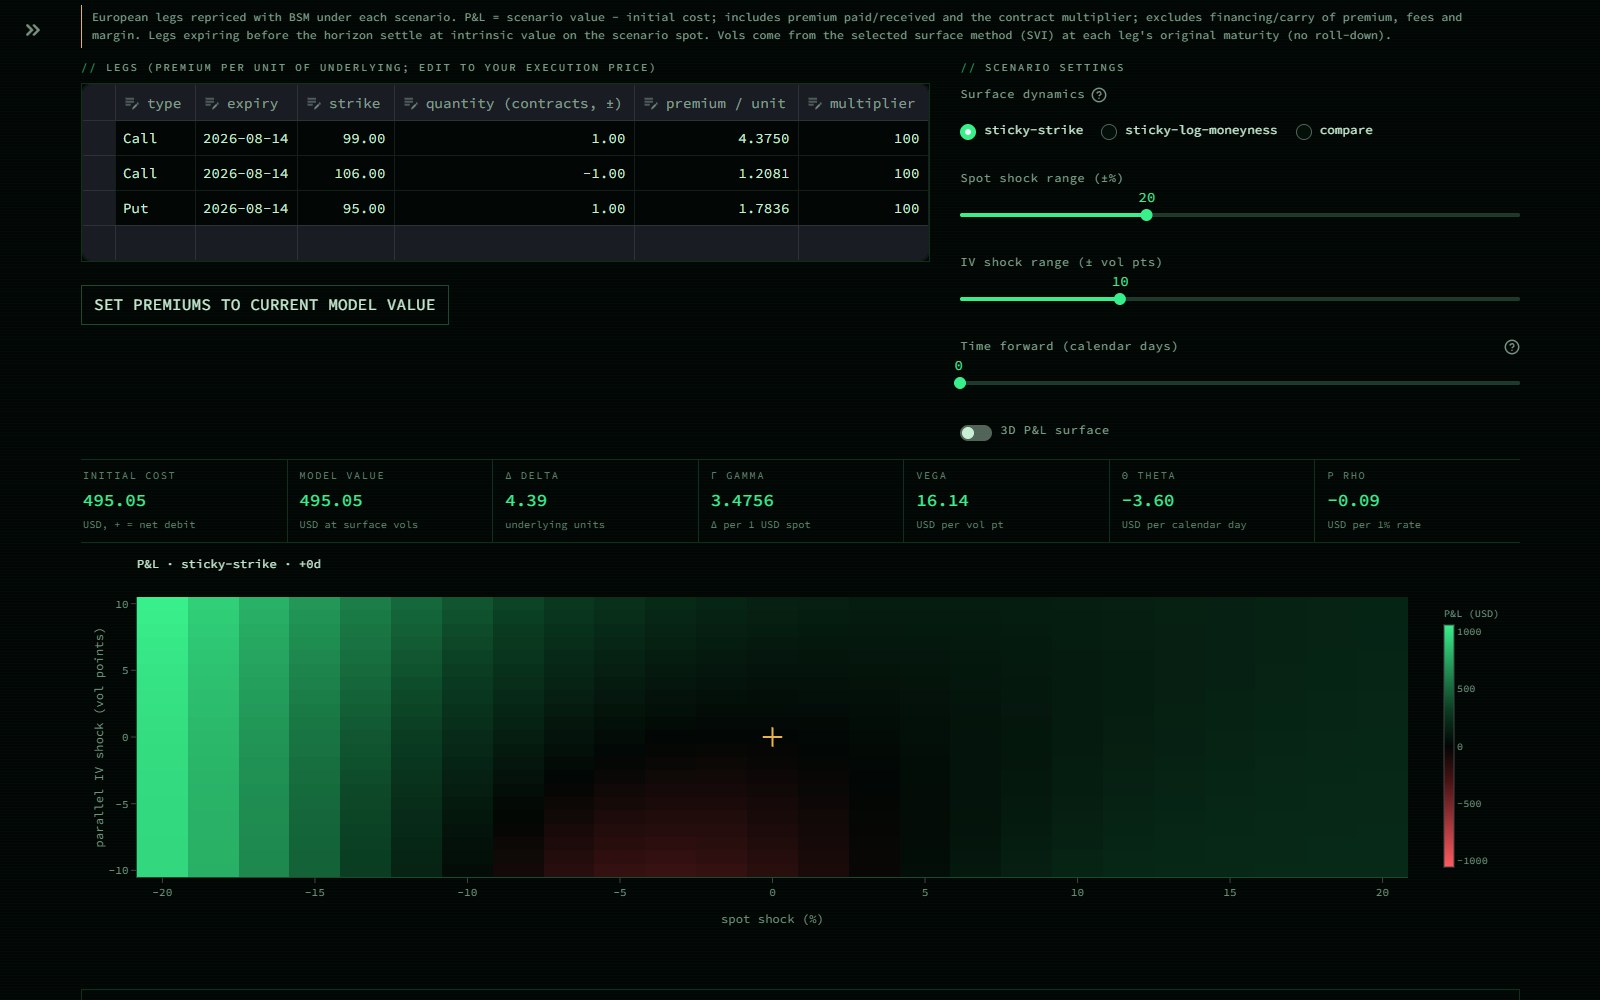 European legs repriced with BSM under each scenario. P&L = scenario value − initial cost; includes premium paid/received and the contract multiplier; excludes financing/carry of premium, fees and
margin. Legs expiring before the horizon settle at intrinsic value on the scenario spot. Vols come from the selected surface method (SVI) at each leg's original maturity (no roll-down).
// LEGS (PREMIUM PER UNIT OF UNDERLYING; EDIT TO YOUR EXECUTION PRICE)
type expiry strike quantity (contracts, ±) premium / unit multiplier
Call 2026-08-14 99.00 1.00 4.3750 100
Call 2026-08-14 106.00 −1.00 1.2081 100
Put 2026-08-14 95.00 1.00 1.7836 100
SET PREMIUMS TO CURRENT MODEL VALUE
// SCENARIO SETTINGS
Surface dynamics
sticky-strike sticky-log-moneyness compare
Spot shock range (±%)
20
IV shock range (± vol pts)
10
Time forward (calendar days)
0
3D P&L surface
INITIAL COST
495.05
USD, + = net debit
MODEL VALUE
495.05
USD at surface vols
Δ DELTA
4.39
underlying units
Γ GAMMA
3.4756
Δ per 1 USD spot
VEGA
16.14
USD per vol pt
Θ THETA
−3.60
USD per calendar day
Ρ RHO
−0.09
USD per 1% rate
P&L · sticky-strike · +0d
parallel IV shock (vol points)
10
5
0
−5
−10
−20 −15 −10 −5 0 5 10 15 20
spot shock (%)
P&L (USD)
1000
500
0
−500
−1000